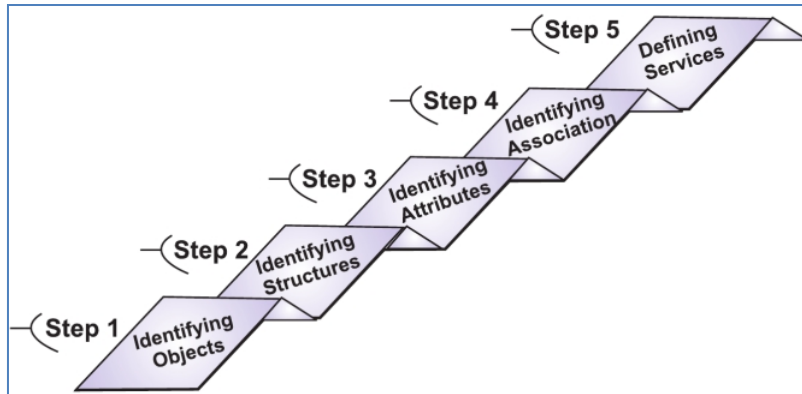 Step 1
Identifying
Objects
Step 2
Identifying
Structures
Step 3
Identifying
Attributes
Step 4
Identifying
Association
Step 5
Defining
Services